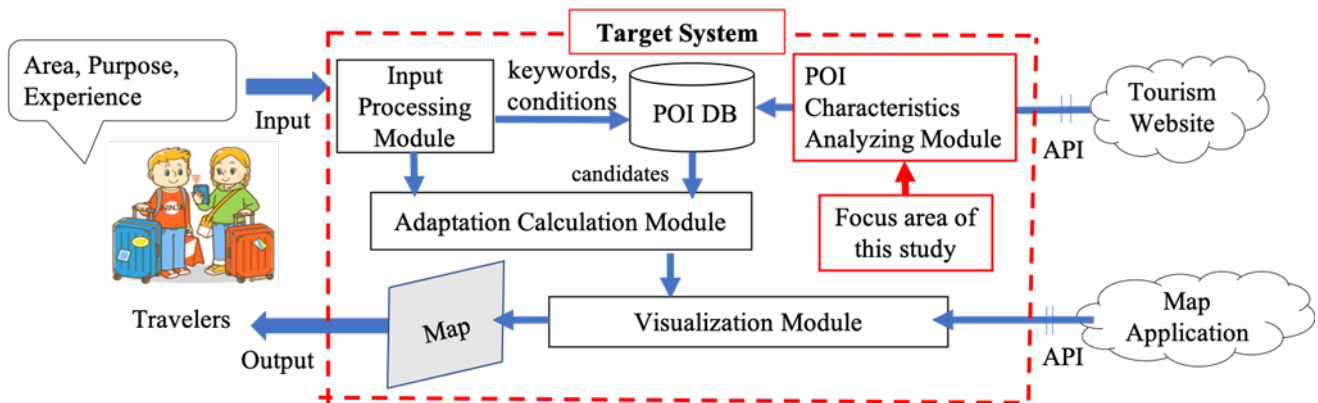 Target System
Area, Purpose,
Experience
Input
Input
Processing
Module
keywords,
conditions
POI DB
POI
Characteristics
Analyzing Module
API
Tourism
Website
candidates
Adaptation Calculation Module
Focus area of
this study
Travelers
Output
Map
Visualization Module
API
Map
Application